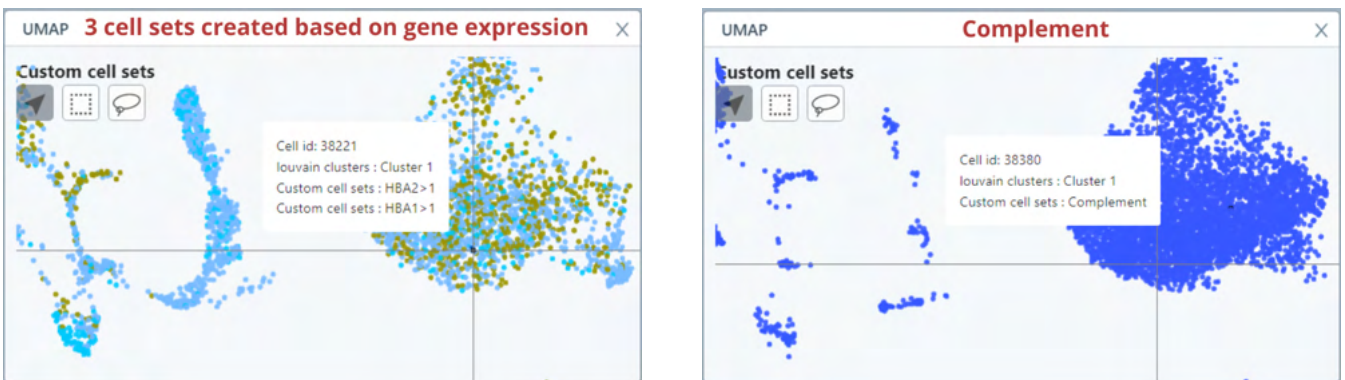 UMAP 3 cell sets created based on gene expression X
Custom cell sets
Cell id: 38221
louvain clusters : Cluster 1
Custom cell sets : HBA2>1
Custom cell sets : HBA1>1
UMAP Complement X
Custom cell sets
Cell id: 38380
louvain clusters : Cluster 1
Custom cell sets : Complement